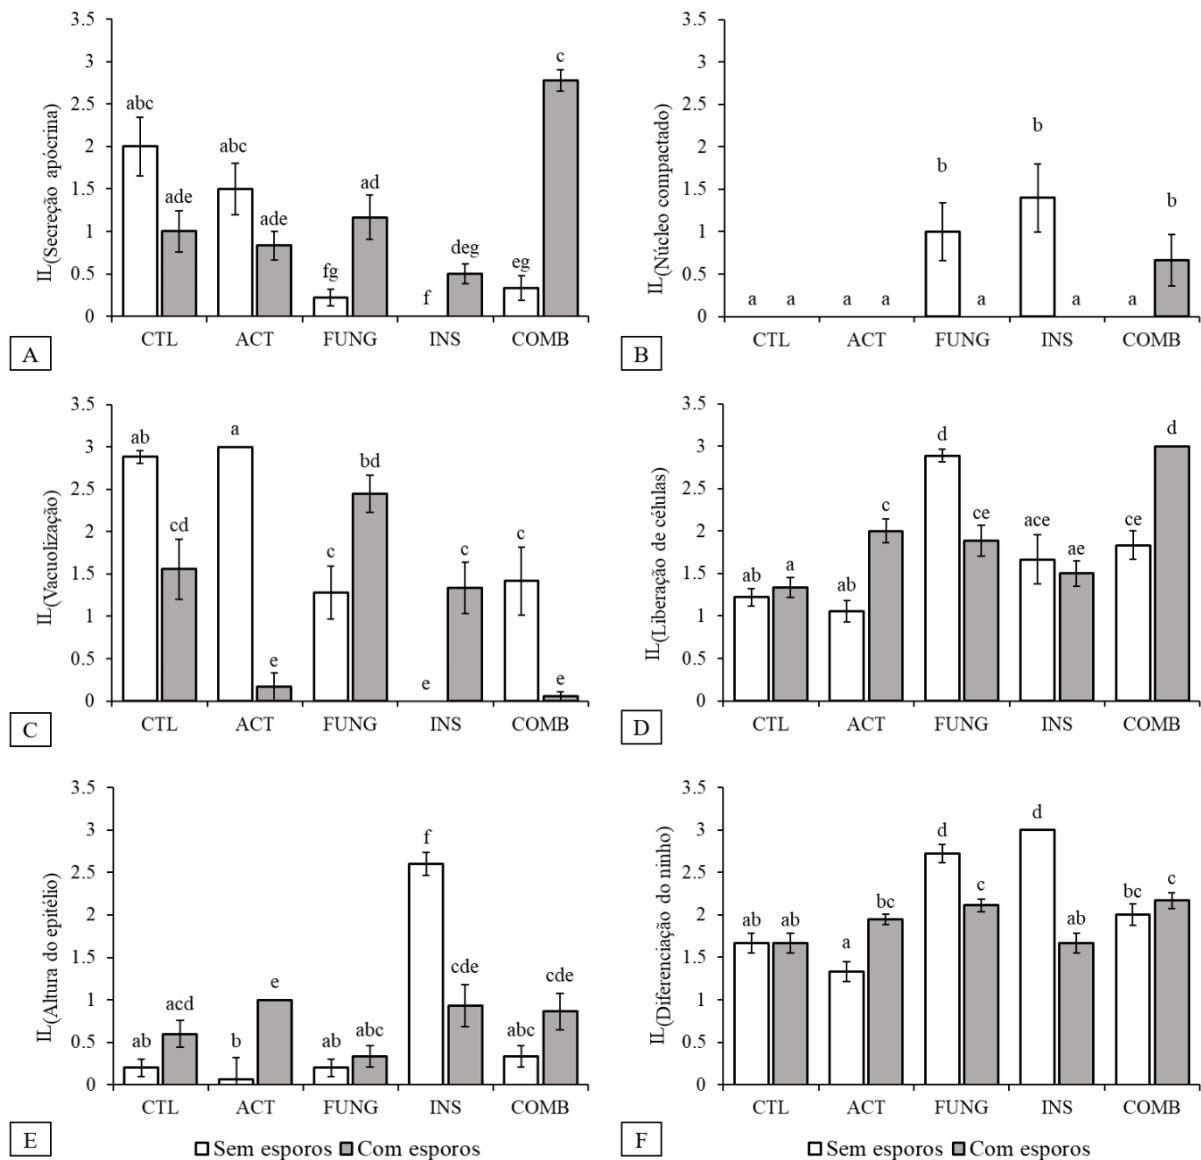 3.5
3
2.5
2
1.5
1
0.5
0
IL(Secreção apócrina)
abc
ade
abc
ade
fg
ad
f
deg
eg
c
CTL ACT FUNG INS COMB
A
3.5
3
2.5
2
1.5
1
0.5
0
IL(Núcleo compactado)
a a a a b a b a a b
CTL ACT FUNG INS COMB
B
3.5
3
2.5
2
1.5
1
0.5
0
IL(Vacuolização)
ab
cd
a
e
c
bd
e
c
c
e
CTL ACT FUNG INS COMB
C
3.5
3
2.5
2
1.5
1
0.5
0
IL(Liberação de células)
ab
a
ab
c
d
ce
ace
ae
ce
d
CTL ACT FUNG INS COMB
D
3.5
3
2.5
2
1.5
1
0.5
0
IL(Altura do epitélio)
ab
acd
b
e
ab
abc
f
cde
abc
cde
CTL ACT FUNG INS COMB
E
Sem esporos Com esporos
3.5
3
2.5
2
1.5
1
0.5
0
IL(Diferenciação do ninho)
ab
ab
a
bc
d
c
d
ab
bc
c
CTL ACT FUNG INS COMB
F
Sem esporos Com esporos